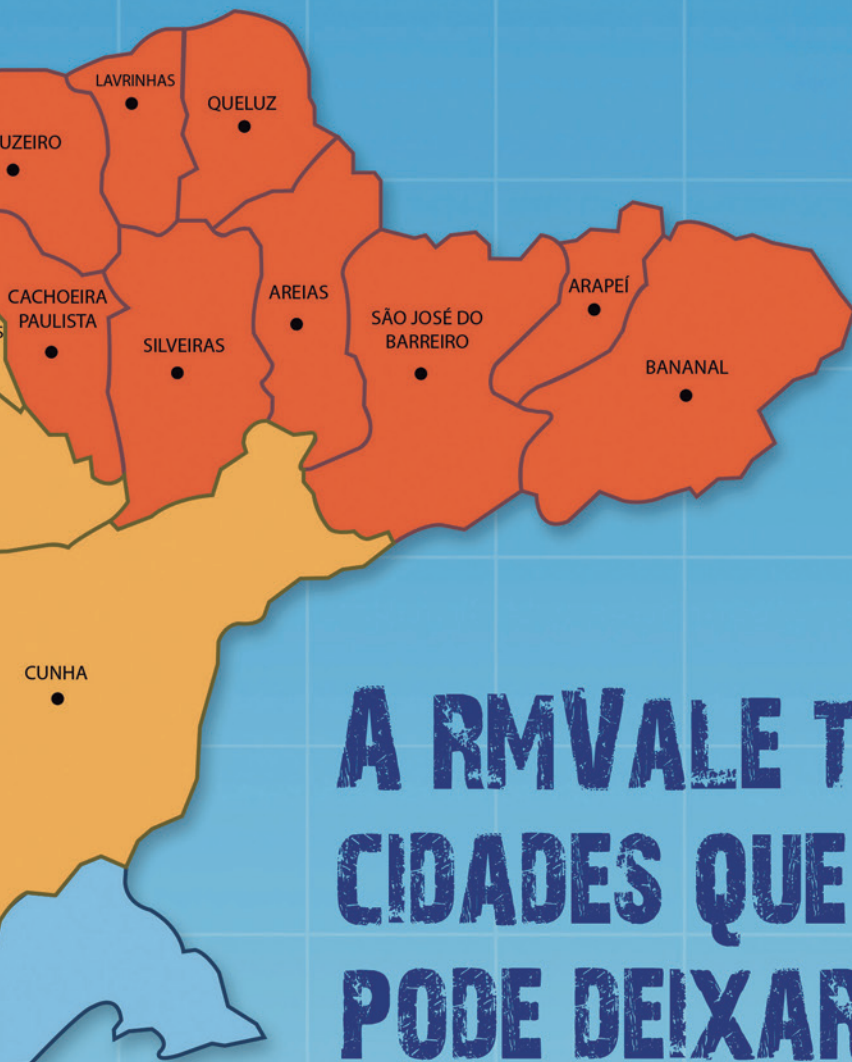 LAVRINHAS
QUELUZ
UZEIRO
ARAPEÍ
AREIAS
CACHOEIRA
PAULISTA
SÃO JOSÉ DO
BARREIRO
SILVEIRAS
BANANAL
S
CUNHA
A RMVALE T
CIDADES QUE
PODE DEIXAR